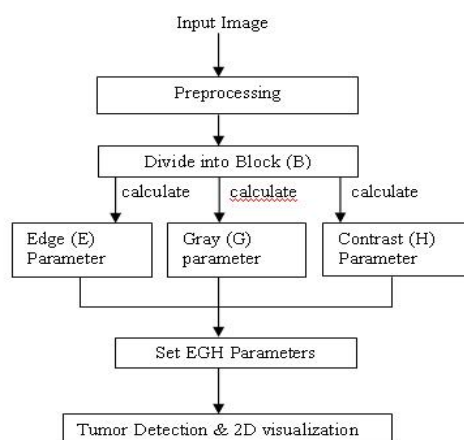 Input Image
Preprocessing
Divide into Block (B)
calculate calculate calculate
Edge (E)
Parameter
Gray (G)
parameter
Contrast (H)
Parameter
Set EGH Parameters
Tumor Detection & 2D visualization